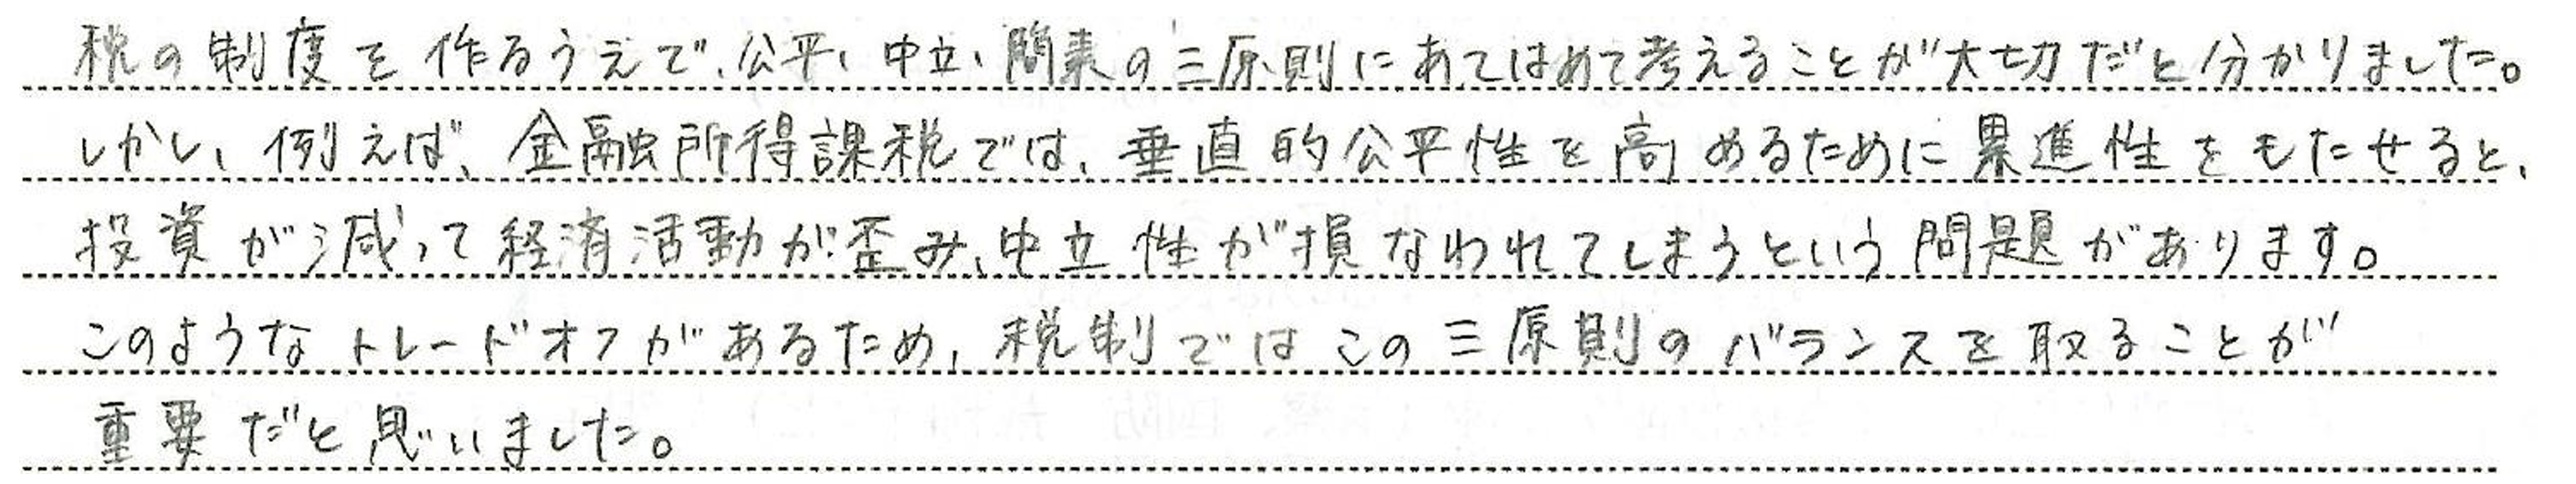 税の制度を作るうえで、公平、中立、簡素の三原則にあてはめて考えることが大切だと分かりました。
しかし、例えば、金融所得課税では、垂直的公平性を高めるために累進性をもたせると、
投資が減って経済活動が歪み、中立性が損なわれてしまうという問題があります。
このようなトレードオフがあるため、税制ではこの三原則のバランスを取ることが
重要だと思いました。